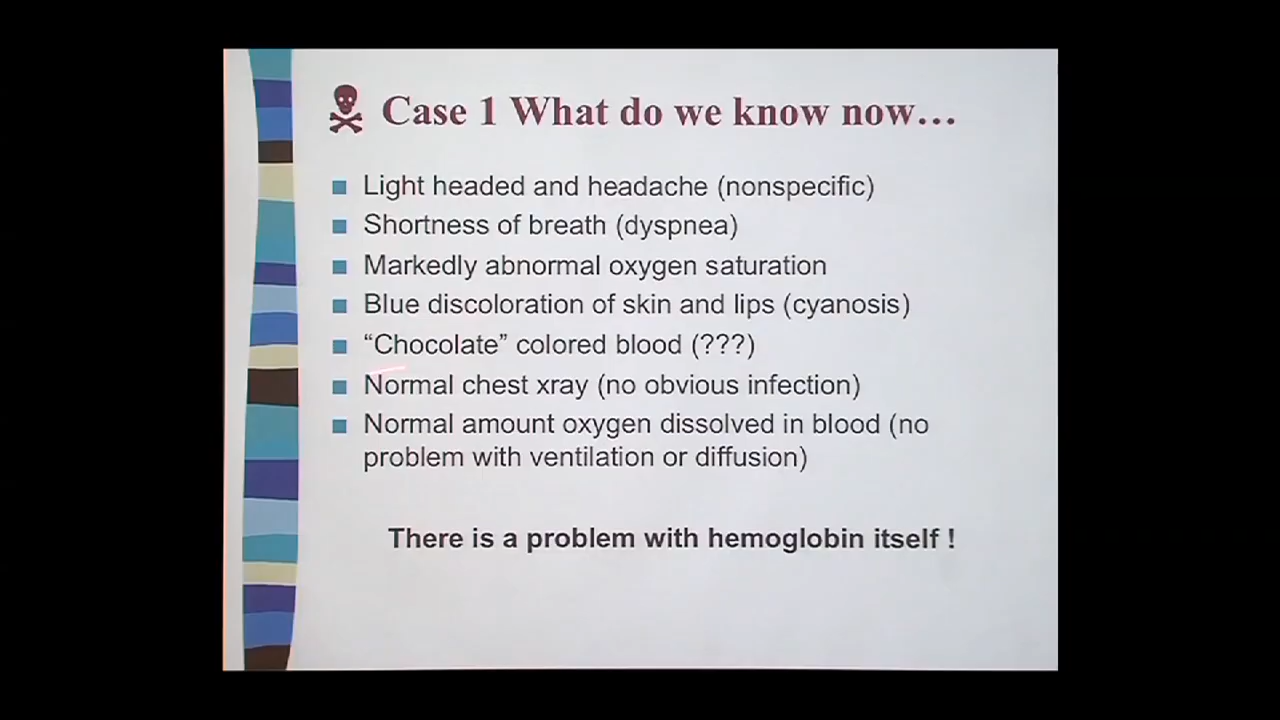 Case 1 What do we know now...
Light headed and headache (nonspecific)
Shortness of breath (dyspnea)
Markedly abnormal oxygen saturation
Blue discoloration of skin and lips (cyanosis)
“Chocolate” colored blood (???)
Normal chest xray (no obvious infection)
Normal amount oxygen dissolved in blood (no
problem with ventilation or diffusion)
There is a problem with hemoglobin itself !